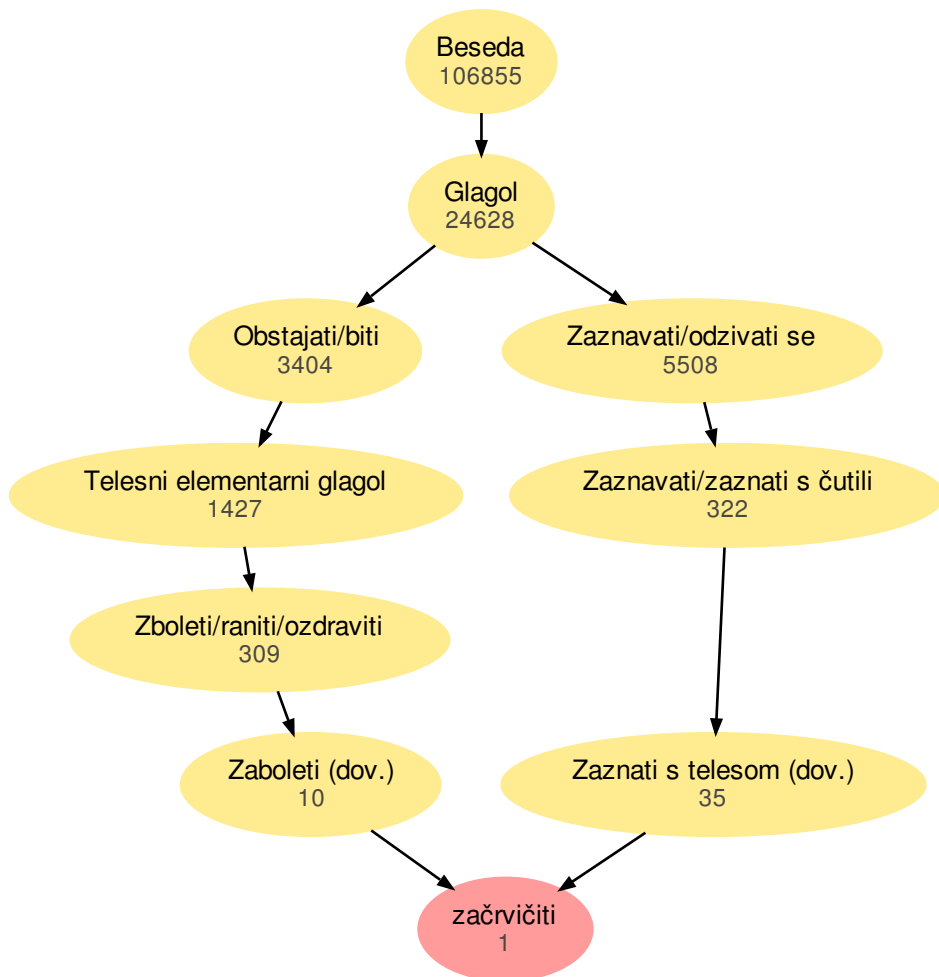 Beseda
106855
Glagol
24628
Obstajati/biti
3404
Zaznavati/odzivati se
5508
Telesni elementarni glagol
1427
Zaznavati/zaznati s čutili
322
Zboleti/raniti/ozdraviti
309
Zaboleti (dov.)
10
Zaznati s telesom (dov.)
35
začrvičiti
1